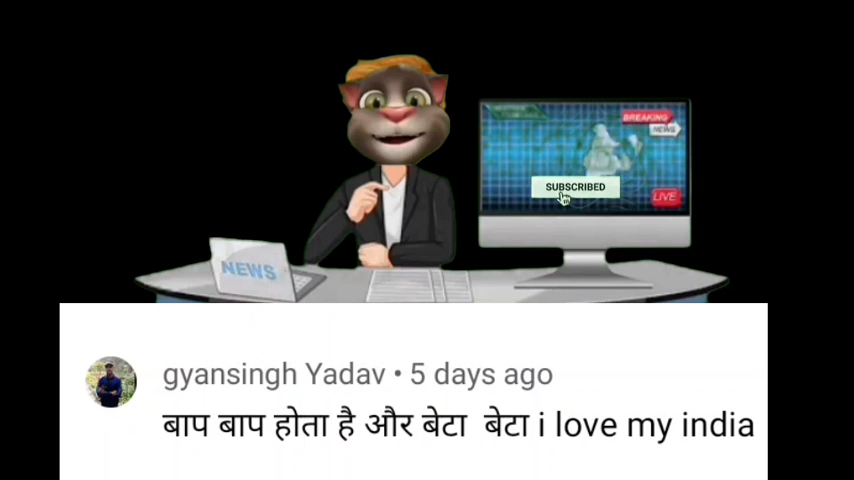 BREAKING
NEWS
SUBSCRIBED
LIVE
NEWS
gyansingh Yadav • 5 days ago
बाप बाप होता है और बेटा बेटा i love my india